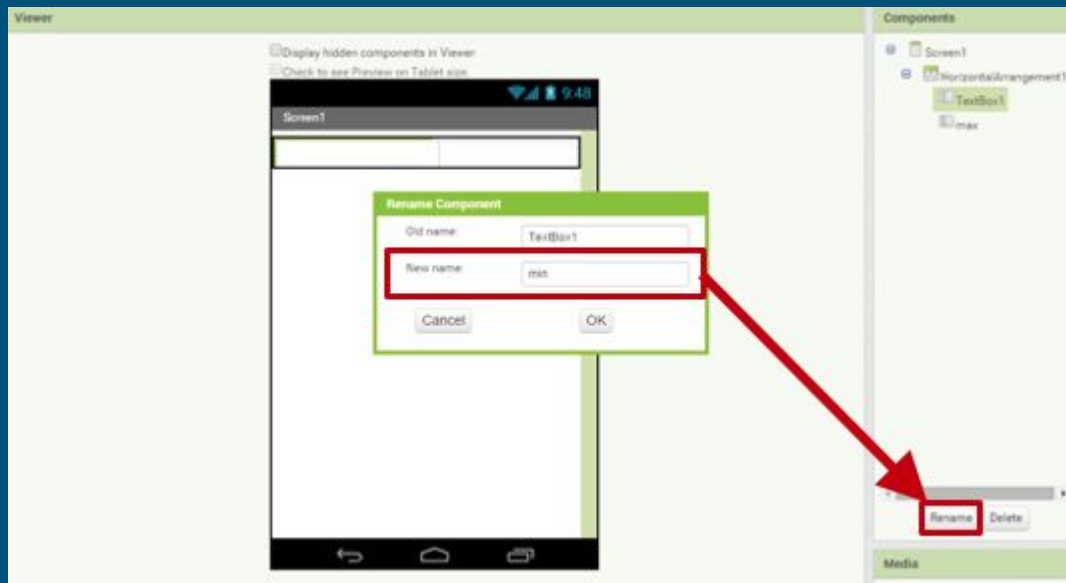 Viewer
Display hidden components in Viewer
Check to see Preview on Tablet size.
9:48
Screen1
Rename Component
Old name:
TextBox1
New name:
min
Cancel
OK
Components
Screen1
HorizontalArrangement1
TextBox1
max
Rename
Delete
Media